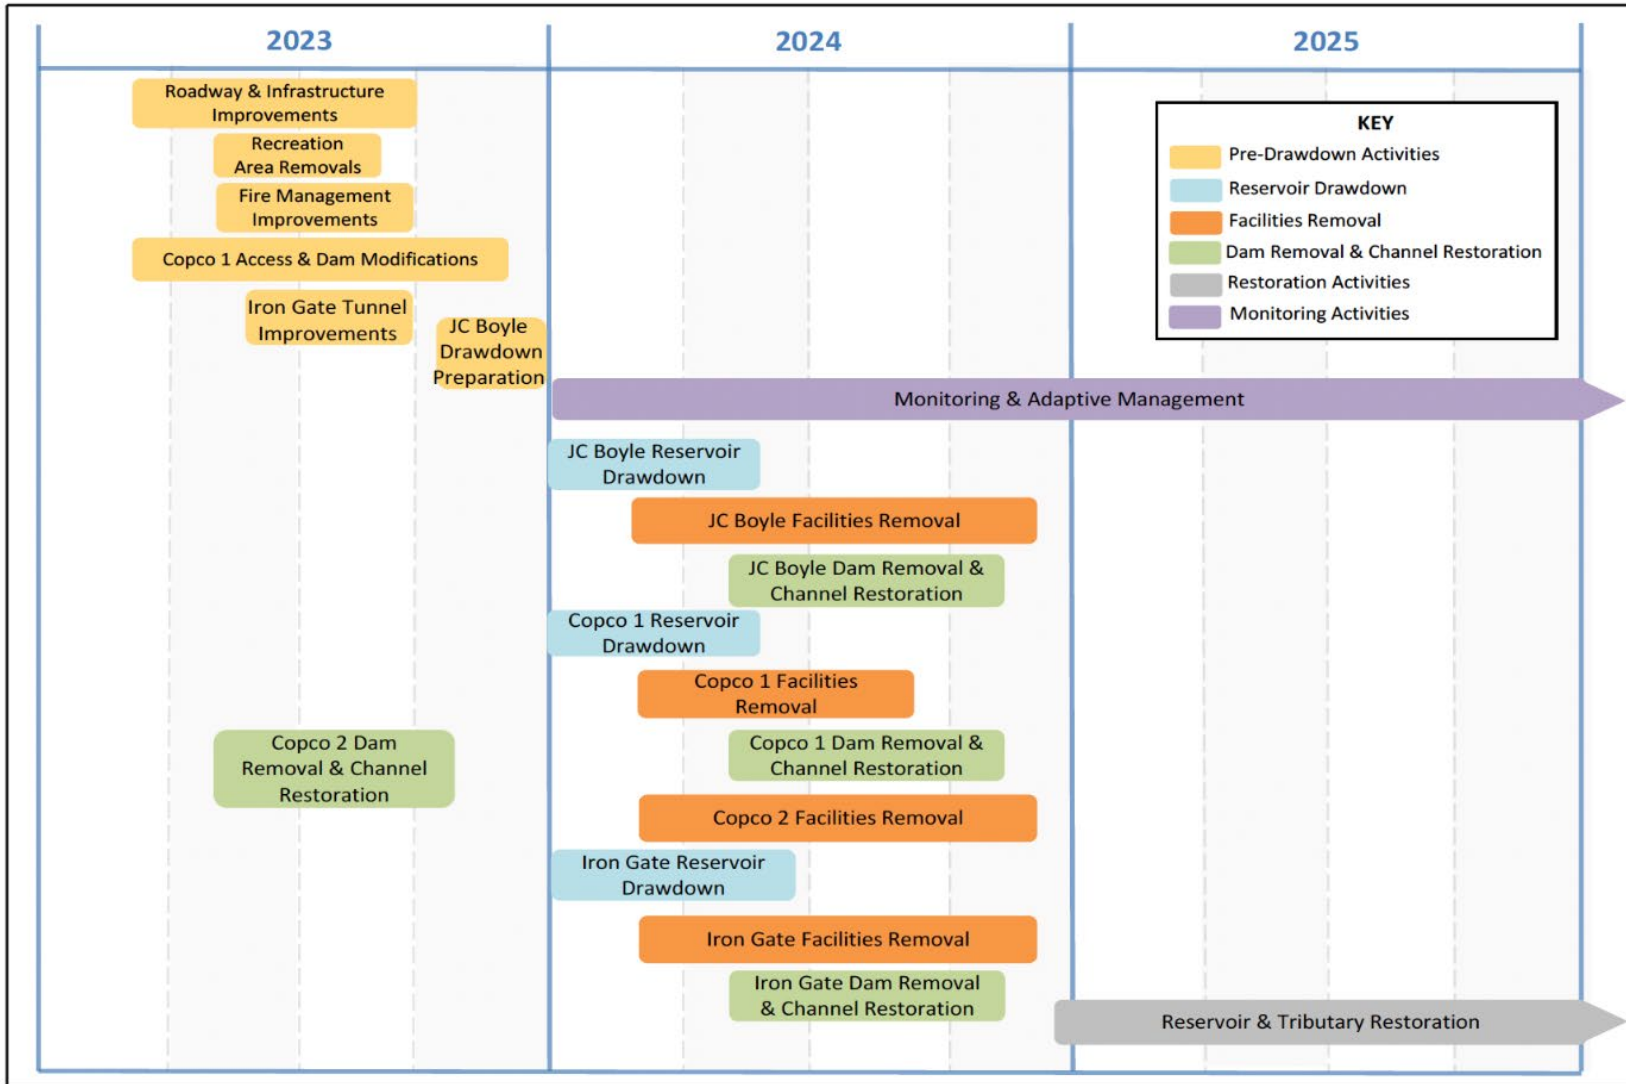 2023
2024
2025
Roadway & Infrastructure
Improvements
Recreation
Area Removals
Fire Management
Improvements
Copco 1 Access & Dam Modifications
Iron Gate Tunnel
Improvements
JC Boyle
Drawdown
Preparation
KEY
Pre-Drawdown Activities
Reservoir Drawdown
Facilities Removal
Dam Removal & Channel Restoration
Restoration Activities
Monitoring Activities
Monitoring & Adaptive Management
JC Boyle Reservoir
Drawdown
JC Boyle Facilities Removal
JC Boyle Dam Removal &
Channel Restoration
Copco 1 Reservoir
Drawdown
Copco 1 Facilities
Removal
Copco 2 Dam
Removal & Channel
Restoration
Copco 1 Dam Removal &
Channel Restoration
Copco 2 Facilities Removal
Iron Gate Reservoir
Drawdown
Iron Gate Facilities Removal
Iron Gate Dam Removal
& Channel Restoration
Reservoir & Tributary Restoration